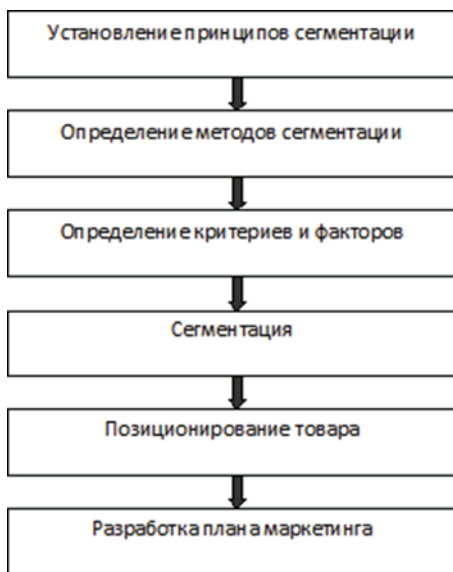 Установление принципов сегментации
Определение методов сегментации
Определение критериев и факторов
Сегментация
Позиционирование товара
Разработка плана маркетинга